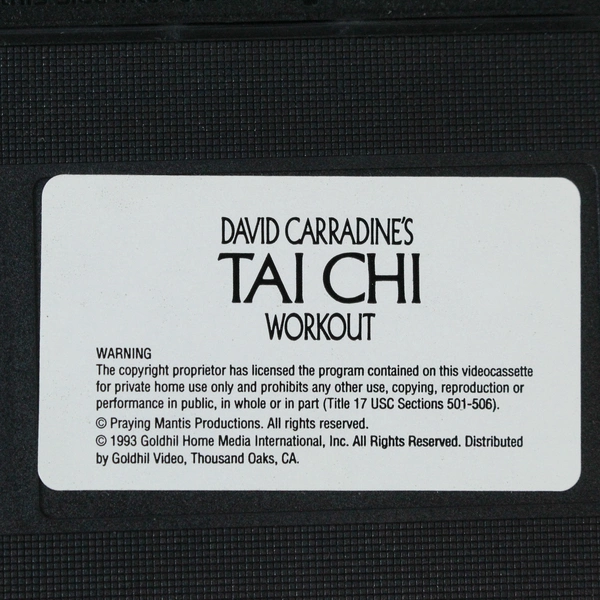 DAVID CARRADINE'S
TAI CHI
WORKOUT
WARNING
The copyright proprietor has licensed the program contained on this videocassette
for private home use only and prohibits any other use, copying, reproduction or
performance in public, in whole or in part (Title 17 USC Sections 501-506).
© Praying Mantis Productions. All rights reserved.
© 1993 Goldhil Home Media International, Inc. All Rights Reserved. Distributed
by Goldhil Video, Thousand Oaks, CA.